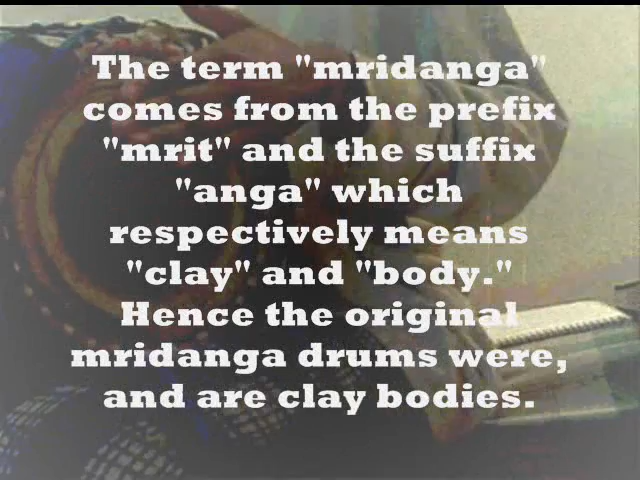 The term "mridanga"
comes from the prefix
"mrit" and the suffix
"anga" which
respectively means
"clay" and "body."
Hence the original
mridanga drums were,
and are clay bodies.